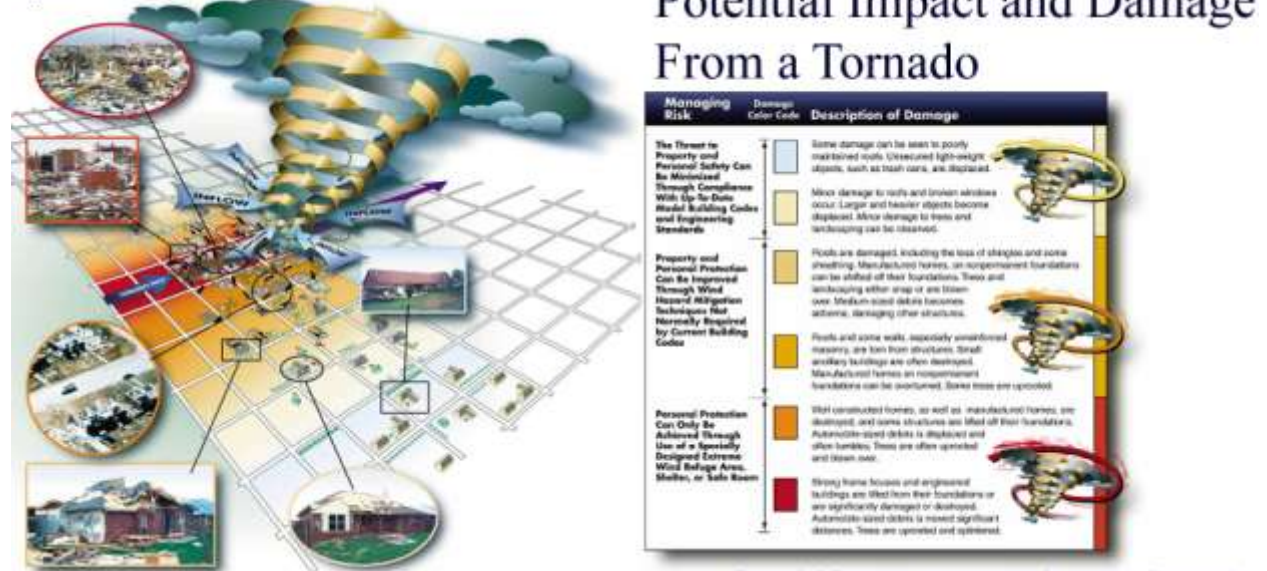 Potential Impact and Damage
From a Tornado
Managing
Risk
Damage
Color Code
Description of Damage
The Threat to
Property and
Personal Safety Can
Be Minimized
Through Compliance
With Up-To-Date
Model Building Codes
and Engineering
Standards
Some damage can be seen to poorly
maintained roofs. Unsecured light-weight
objects, such as trash cans, are displaced.
Minor damage to roofs and broken windows
occur. Larger and heavier objects become
displaced. Minor damage to trees and
landscaping can be observed.
Property and
Personal Protection
Can Be Improved
Through Wind
Hazard Mitigation
Techniques Not
Normally Required
by Current Building
Codes
Roofs are damaged, including the loss of shingles and some
sheathing. Manufactured homes, on nonpermanent foundations
can be shifted off their foundations. Trees and
landscaping either snap or are blown
over. Medium-sized debris becomes
airborne, damaging other structures.
Roofs and some walls, especially unreinforced
masonry, are torn from structures. Small
ancillary buildings are often destroyed.
Manufactured homes on nonpermanent
foundations can be overturned. Some trees are uprooted.
Personal Protection
Can Only Be
Achieved Through
Use of a Specially
Designed Extreme
Wind Refuge Area,
Shelter, or Safe Room
Well constructed homes, as well as manufactured homes, are
destroyed, and some structures are lifted off their foundations.
Automobile-sized debris is displaced and
often tumbles. Trees are often uprooted
and blown over.
Strong frame houses and engineered
buildings are lifted from their foundations or
are significantly damaged or destroyed.
Automobile-sized debris is moved significant
distances. Trees are uprooted and splintered.
INFLOW
INFLOW